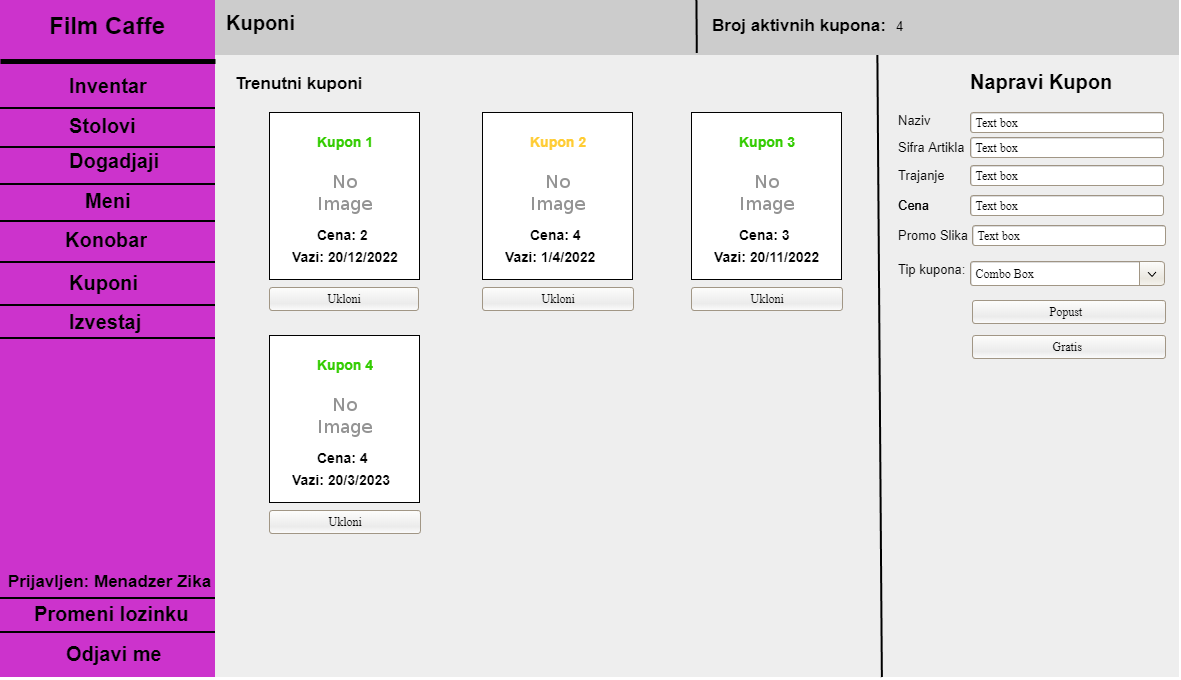 Film Caffe
Inventar
Stolovi
Dogadjaji
Meni
Konobar
Kuponi
Izvestaj
Prijavljen: Menadzer Zika
Promeni lozinku
Odjavi me
Kuponi
Broj aktivnih kupona: 4
Trenutni kuponi
Kupon 1
No
Image
Cena: 2
Vazi: 20/12/2022
Ukloni
Kupon 2
No
Image
Cena: 4
Vazi: 1/4/2022
Ukloni
Kupon 3
No
Image
Cena: 3
Vazi: 20/11/2022
Ukloni
Kupon 4
No
Image
Cena: 4
Vazi: 20/3/2023
Ukloni
Napravi Kupon
Naziv Text box
Sifra Artikla Text box
Trajanje Text box
Cena Text box
Promo Slika Text box
Tip kupona: Combo Box
Popust
Gratis